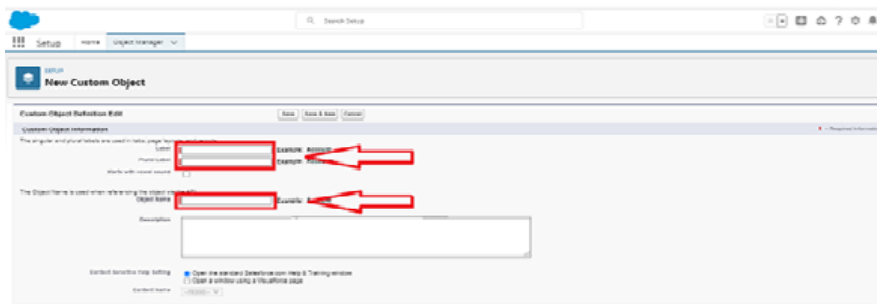 Search Setup
Setup Home Object Manager
SETUP
New Custom Object
Custom Object Definition Edit Save Save & New Cancel
Custom Object Information = Required Information
The singular and plural labels are used in tabs, page layouts, and reports.
Label Example: Account
Plural Label Example:
Starts with vowel sound
The Object Name is used when referencing the object via the API.
Object Name Example:
Description
Context-Sensitive Help Setting Open the standard Salesforce.com Help & Training window
Open a window using a Visualforce page
Content Name --None--